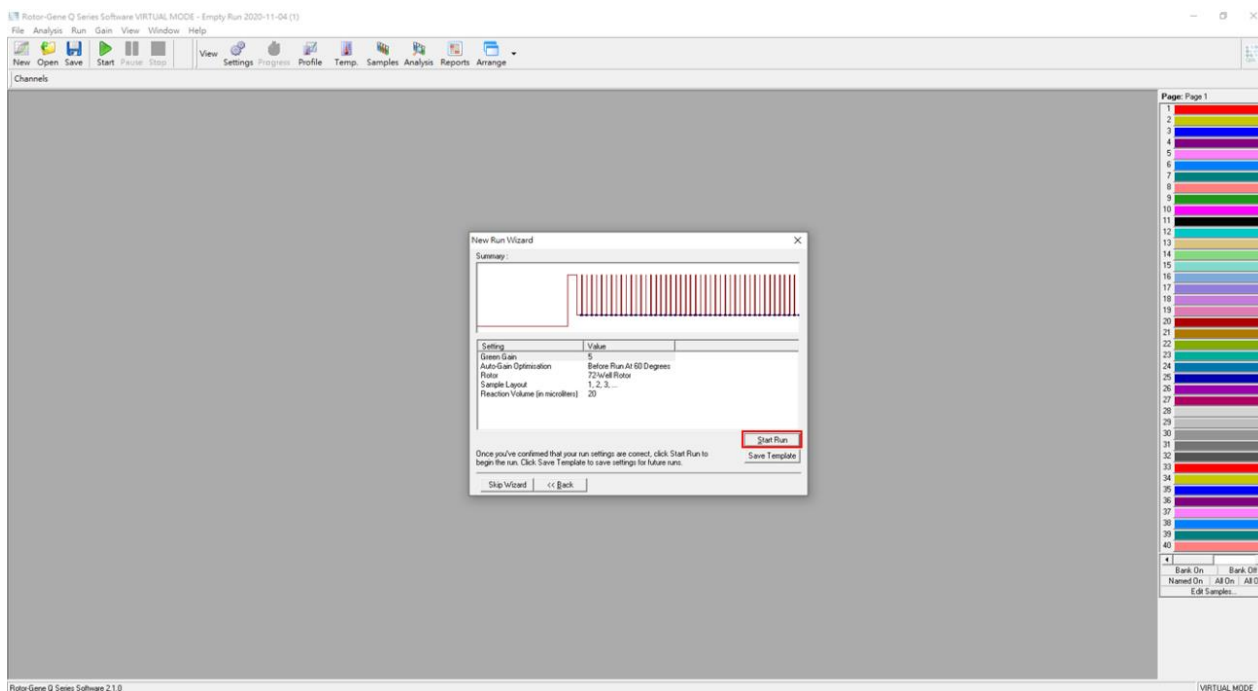 Rotor-Gene Q Series Software VIRTUAL MODE - Empty Run 2020-11-04 (1)
File Analysis Run Gain View Window Help
New Open Save Start Pause Stop View Settings Progress Profile Temp. Samples Analysis Reports Arrange
Channels
Page: Page 1
1
2
3
4
5
6
7
8
9
10
11
12
13
14
15
16
17
18
19
20
21
22
23
24
25
26
27
28
29
30
31
32
33
34
35
36
37
38
39
40
Bank On Bank Off
Named On All On All O
Edit Samples...
New Run Wizard
Summary :
Setting Value
Green Gain 5
Auto-Gain Optimisation Before Run At 60 Degrees
Rotor 72-Well Rotor
Sample Layout 1, 2, 3, ...
Reaction Volume (in microliters) 20
Start Run
Once you've confirmed that your run settings are correct, click Start Run to
begin the run. Click Save Template to save settings for future runs.
Save Template
Skip Wizard << Back
Rotor-Gene Q Series Software 2.1.0 VIRTUAL MODE